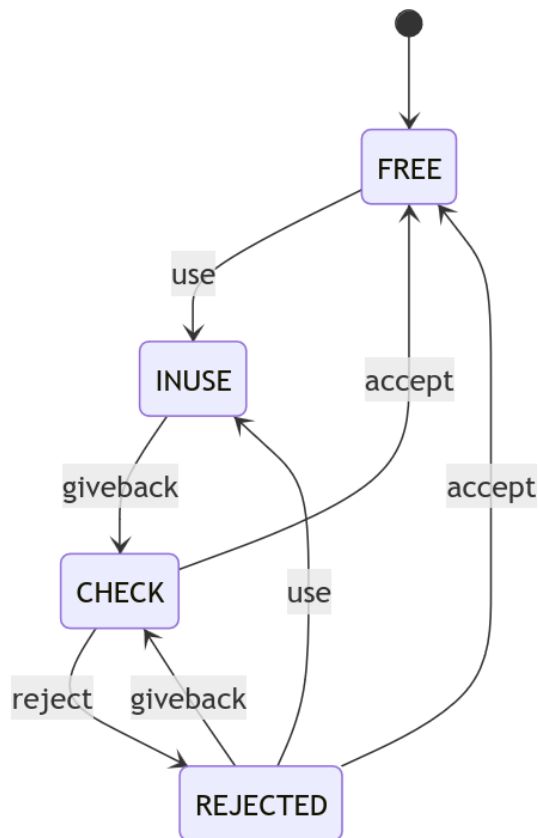 FREE
use
INUSE
accept
giveback
accept
CHECK
use
reject
giveback
REJECTED